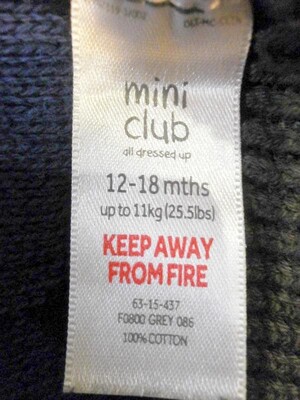 mini
club
all dressed up
12-18 mths
up to 11kg (25.5lbs)
KEEP AWAY
FROM FIRE
63-15-437
F0800 GREY 086
100% COTTON